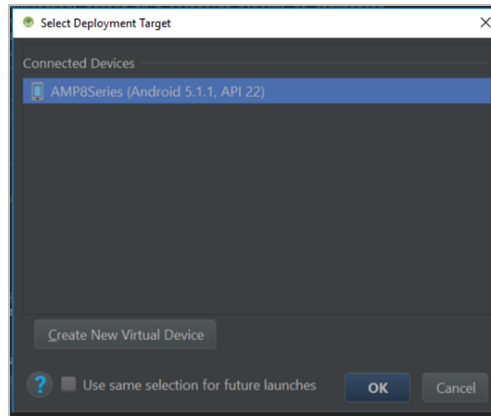 Select Deployment Target
Connected Devices
AMP8Series (Android 5.1.1, API 22)
Create New Virtual Device
? Use same selection for future launches OK Cancel